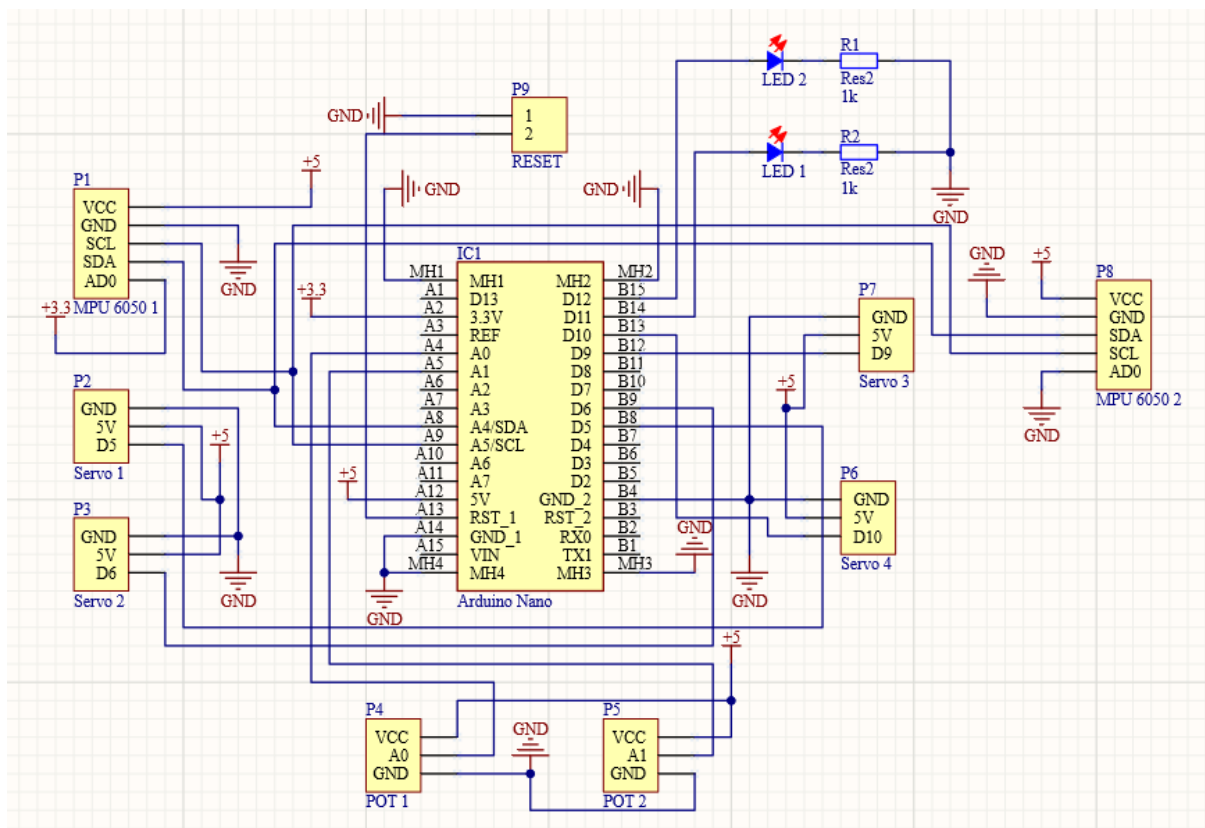 R1
LED 2
Res2
1k
P9
GND
1
2
RESET
R2
LED 1
Res2
1k
GND
P1
+5
VCC
GND
SCL
SDA
AD0
MPU 6050 1
+3.3
GND
GND
GND
IC1
MH1
A1
A2
A3
A4
A5
A6
A7
A8
A9
A10
A11
A12
A13
A14
A15
MH4
MH1
D13
3.3V
REF
A0
A1
A2
A3
A4/SDA
A5/SCL
A6
A7
5V
RST_1
GND_1
VIN
MH4
MH2
D12
D11
D10
D9
D8
D7
D6
D5
D4
D3
D2
GND_2
RST_2
RX0
TX1
MH3
MH2
B15
B14
B13
B12
B11
B10
B9
B8
B7
B6
B5
B4
B3
B2
B1
MH3
Arduino Nano
+3.3
+5
GND
GND
P7
GND
5V
D9
Servo 3
GND
+5
P8
VCC
GND
SDA
SCL
AD0
MPU 6050 2
GND
P2
GND
5V
D5
Servo 1
+5
P3
GND
5V
D6
Servo 2
GND
+5
P6
GND
5V
D10
Servo 4
GND
+5
P4
VCC
A0
GND
POT 1
GND
P5
VCC
A1
GND
POT 2